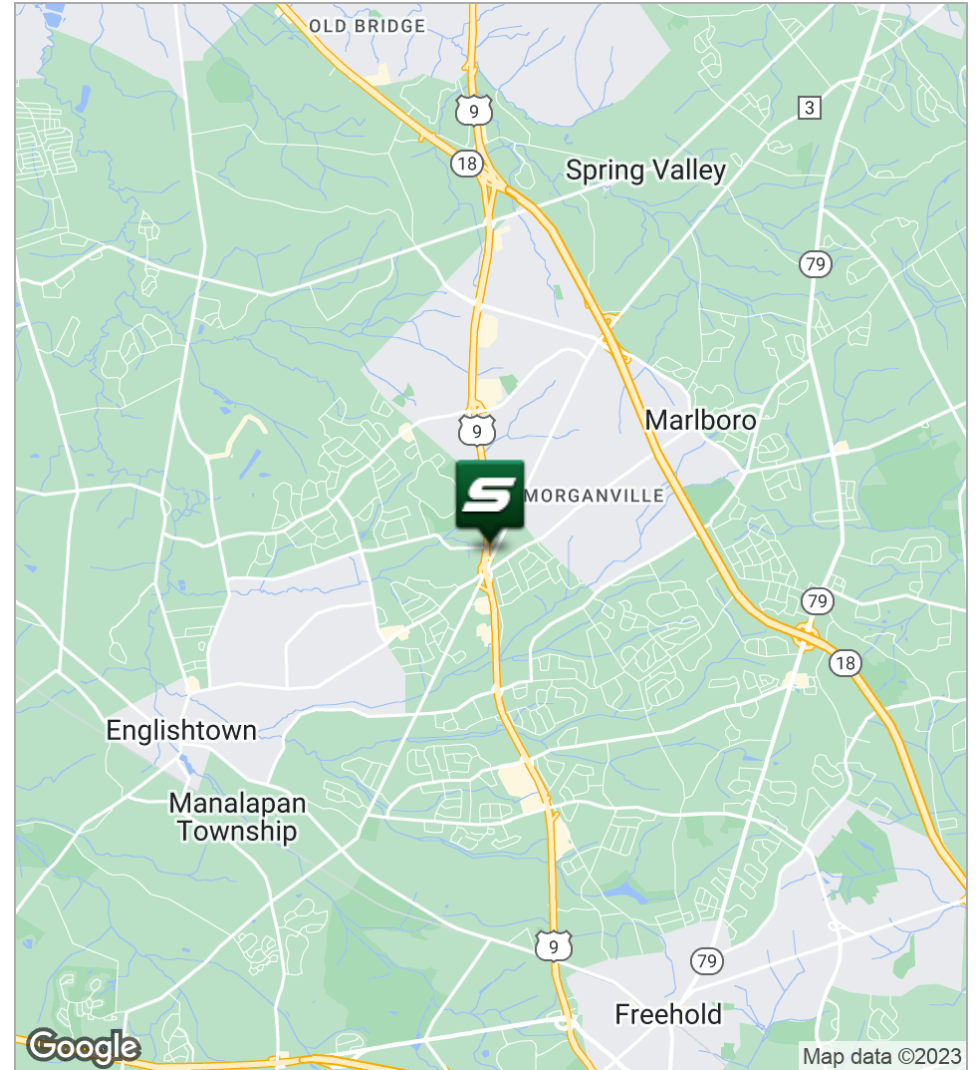 OLD BRIDGE
9
3
18
Spring Valley
79
Marlboro
9
S
MORGANVILLE
79
18
Englishtown
Manalapan
Township
9
79
Freehold
Google
Map data ©2023